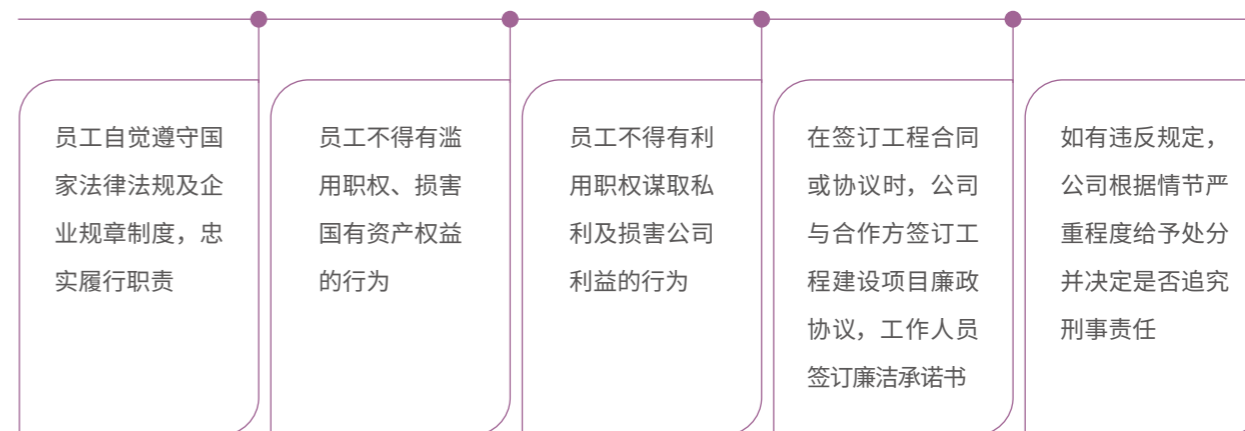 员工自觉遵守国
家法律法规及企
业规章制度，忠
实履行职责
员工不得有滥
用职权、损害
国有资产权益
的行为
员工不得有利
用职权谋取私
利及损害公司
利益的行为
在签订工程合同
或协议时，公司
与合作方签订工
程建设项目廉政
协议，工作人员
签订廉洁承诺书
如有违反规定，
公司根据情节严
重程度给予处分
并决定是否追究
刑事责任